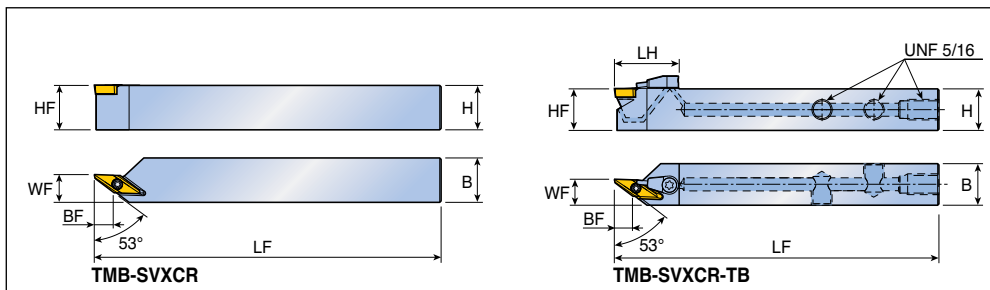 HF
H
WF
BF
B
53°
LF
TMB-SVXCR
LH
UNF 5/16
HF
H
WF
BF
B
53°
LF
TMB-SVXCR-TB